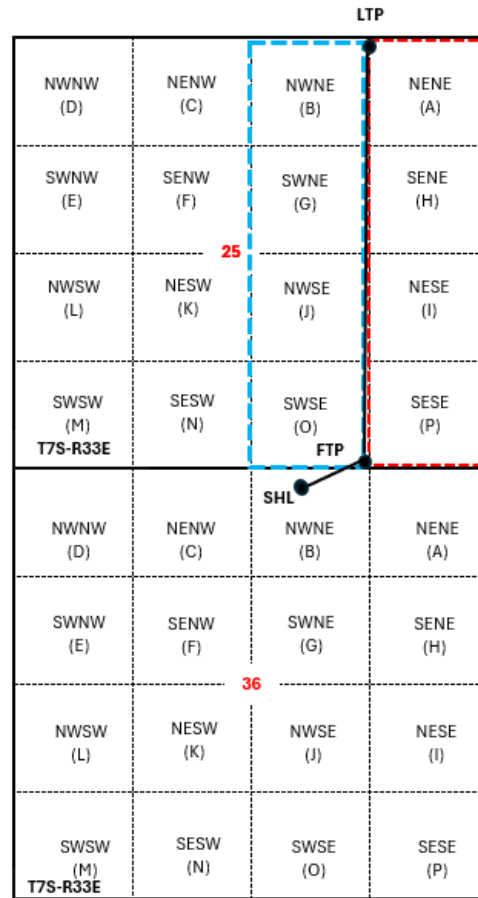 LTP
NWNW NENW NWNE NENE
(D) (C) (B) (A)
SWNW SENW SWNE SENE
(E) (F) (G) (H)
25
NWSW NESW NWSE NESE
(L) (K) (J) (I)
SWSW SESW SWSE SESE
(M) (N) (O) (P)
T7S-R33E FTP
SHL
NWNW NENW NWNE NENE
(D) (C) (B) (A)
SWNW SENW SWNE SENE
(E) (F) (G) (H)
36
NWSW NESW NWSE NESE
(L) (K) (J) (I)
SWSW SESW SWSE SESE
(M) (N) (O) (P)
T7S-R33E